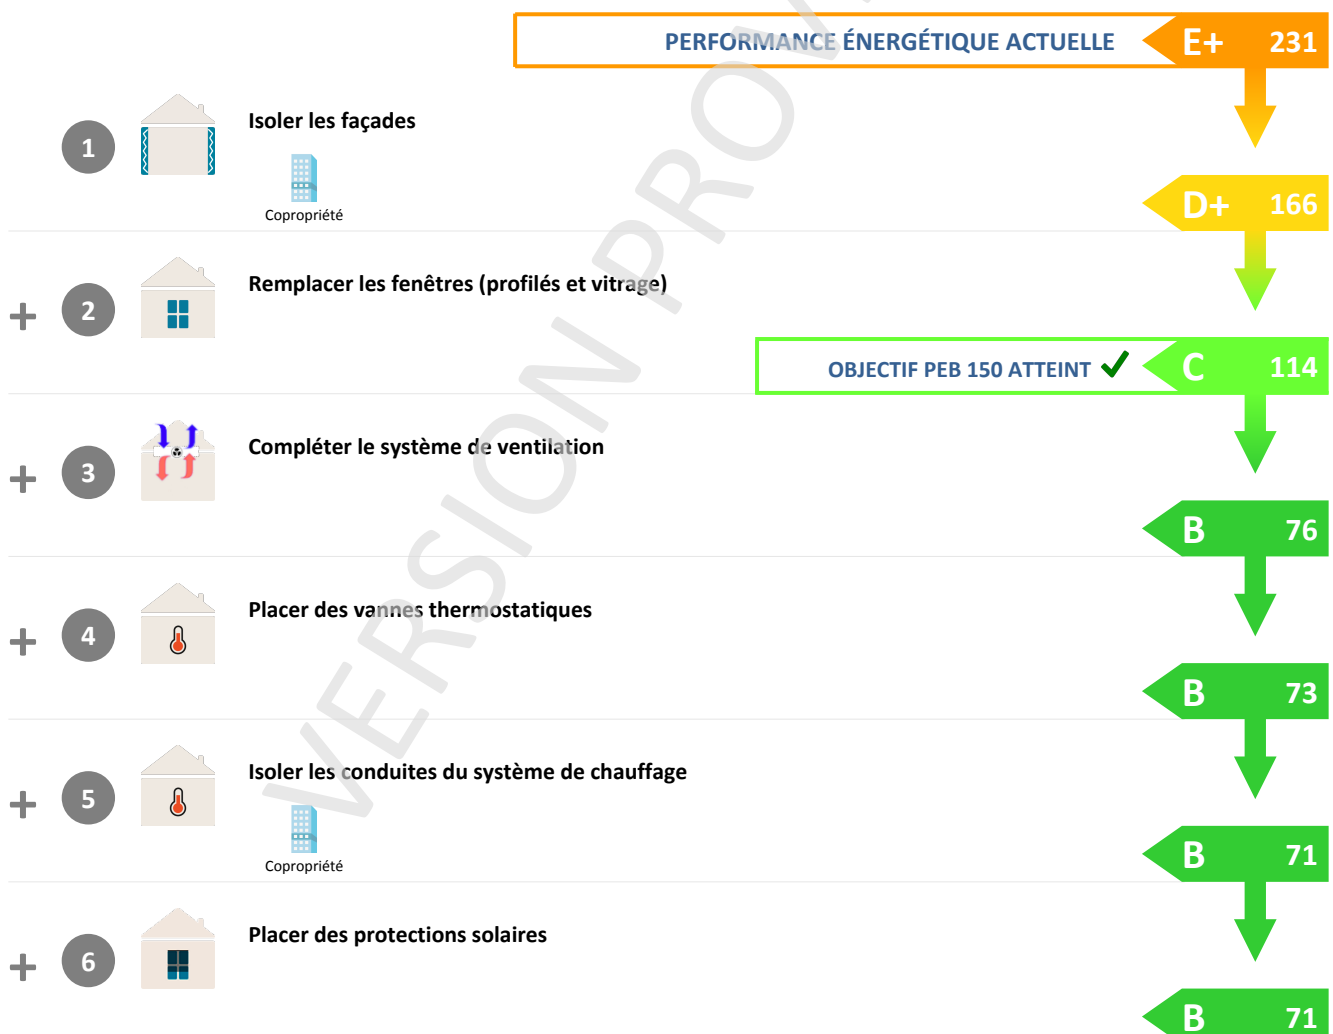 PERFORMANCE ÉNERGÉTIQUE ACTUELLE E+ 231
1 Isoler les façades
Copropriété
D+ 166
+ 2 Remplacer les fenêtres (profilés et vitrage)
OBJECTIF PEB 150 ATTEINT ✓ C 114
+ 3 Compléter le système de ventilation
B 76
+ 4 Placer des vannes thermostatiques
B 73
+ 5 Isoler les conduites du système de chauffage
Copropriété
B 71
+ 6 Placer des protections solaires
B 71
VERSION